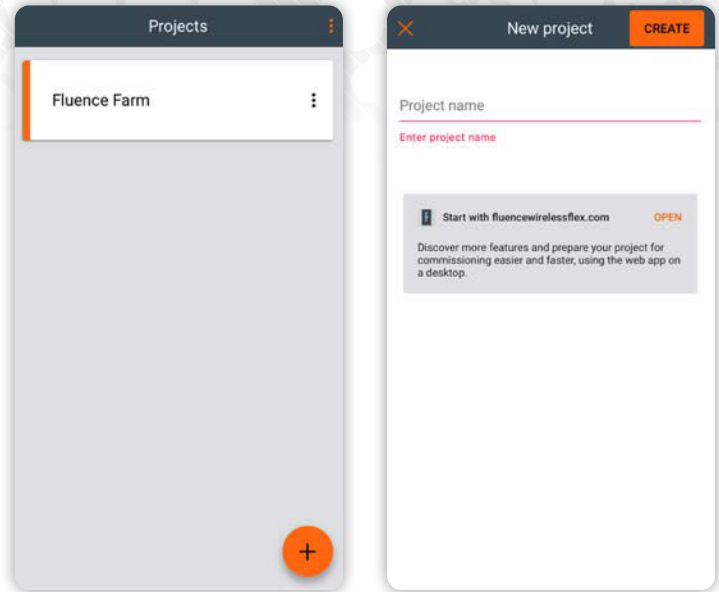 Projects
Fluence Farm
+
New project
CREATE
Project name
Enter project name
Start with fluencewirelessflex.com
OPEN
Discover more features and prepare your project for
commissioning easier and faster, using the web app on
a desktop.